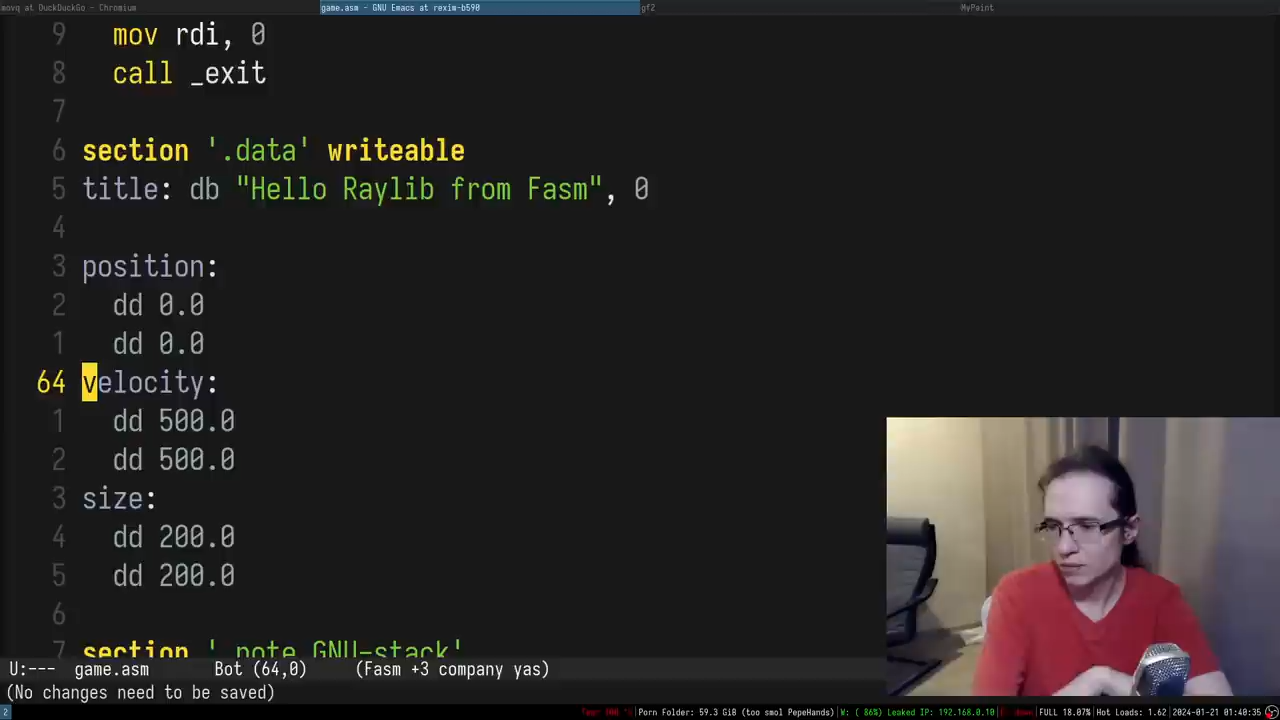 movq at DuckDuckGo - Chromium game.asm - GNU Emacs at rexim-b590 gf2 MyPaint
9 mov rdi, 0
8 call _exit
7
6 section '.data' writeable
5 title: db "Hello Raylib from Fasm", 0
4
3 position:
2 dd 0.0
1 dd 0.0
64 velocity:
1 dd 500.0
2 dd 500.0
3 size:
4 dd 200.0
5 dd 200.0
6
7 section '.note.GNU-stack'
U:--- game.asm Bot (64,0) (Fasm +3 company yas)
(No changes need to be saved)
2 Porn Folder: 59.3 GiB (too smol PepeHands) W: ( 86%) Leaked IP: 192.168.0.10 FULL 18.07% Hot Loads: 1.62 2024-01-21 01:40:35